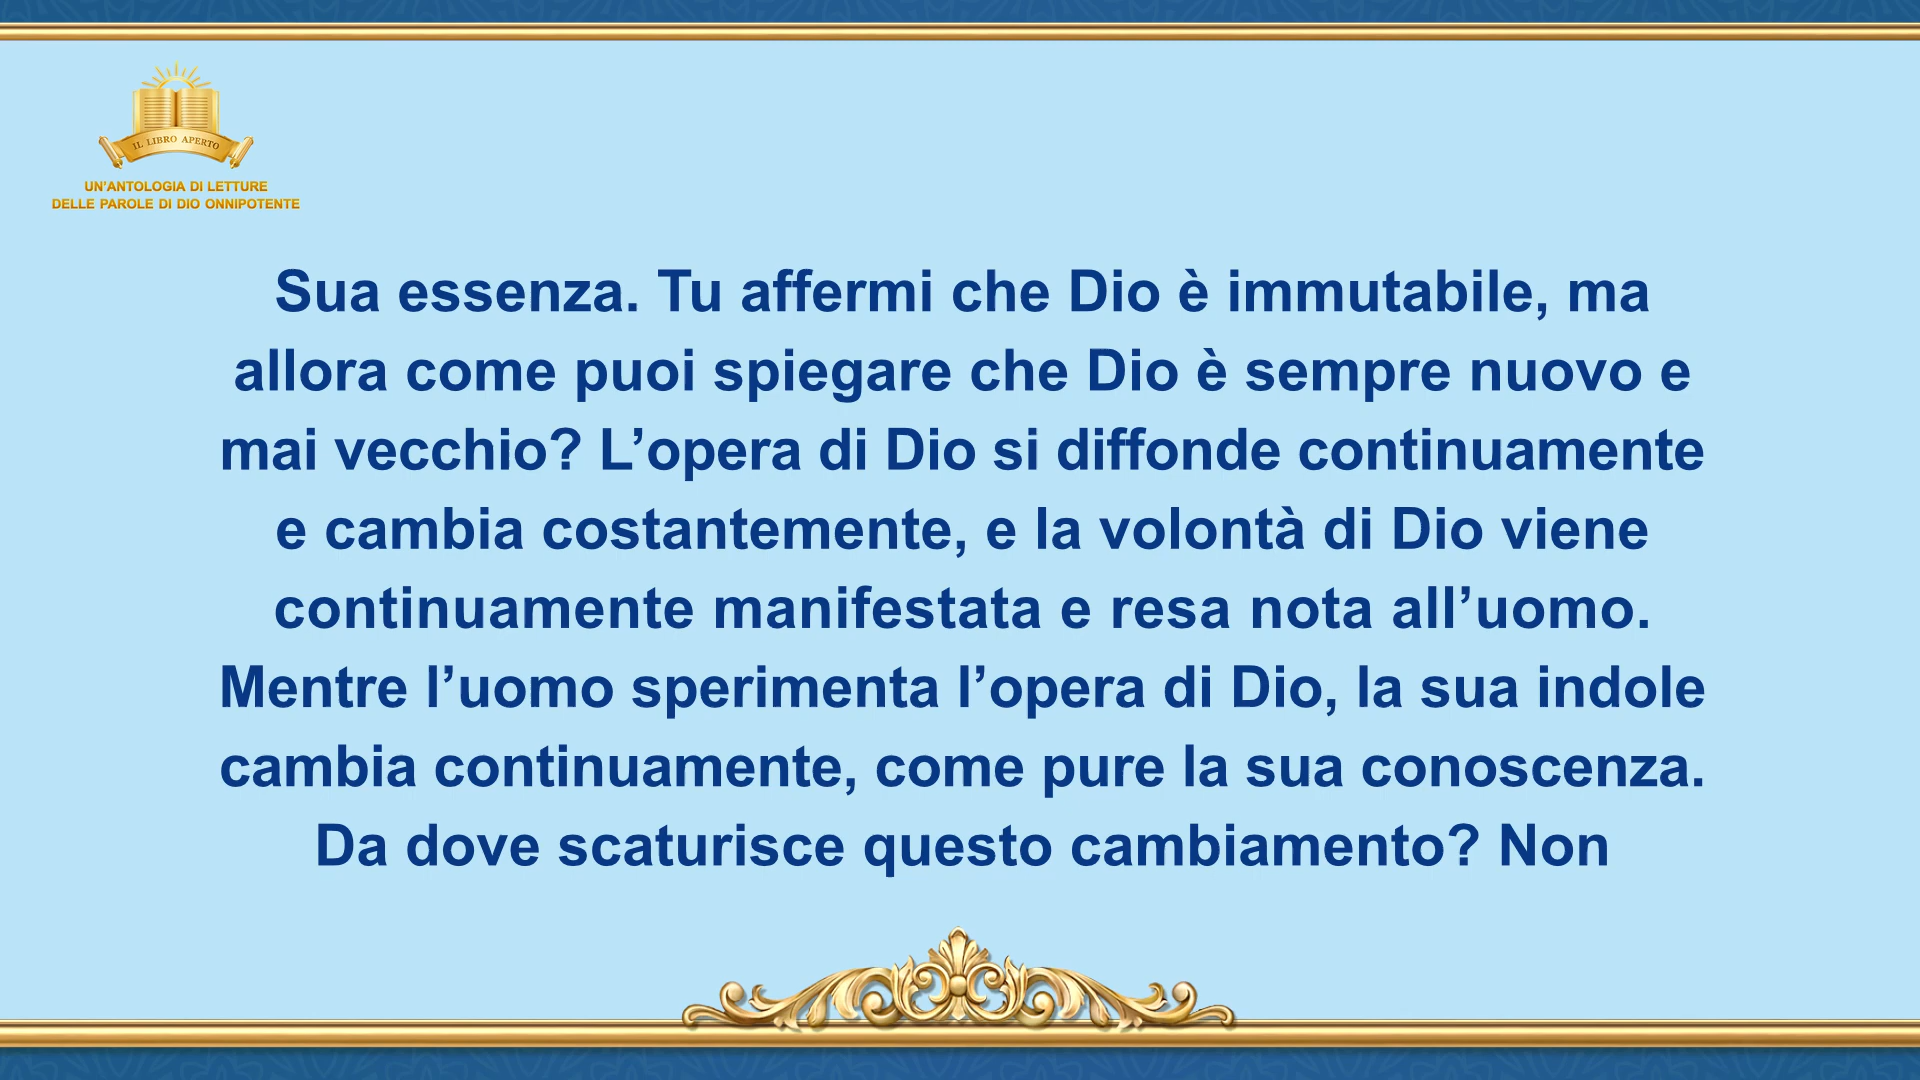 IL LIBRO APERTO
UN’ANTOLOGIA DI LETTURE
DELLE PAROLE DI DIO ONNIPOTENTE
Sua essenza. Tu affermi che Dio è immutabile, ma
allora come puoi spiegare che Dio è sempre nuovo e
mai vecchio? L’opera di Dio si diffonde continuamente
e cambia costantemente, e la volontà di Dio viene
continuamente manifestata e resa nota all’uomo.
Mentre l’uomo sperimenta l’opera di Dio, la sua indole
cambia continuamente, come pure la sua conoscenza.
Da dove scaturisce questo cambiamento? Non